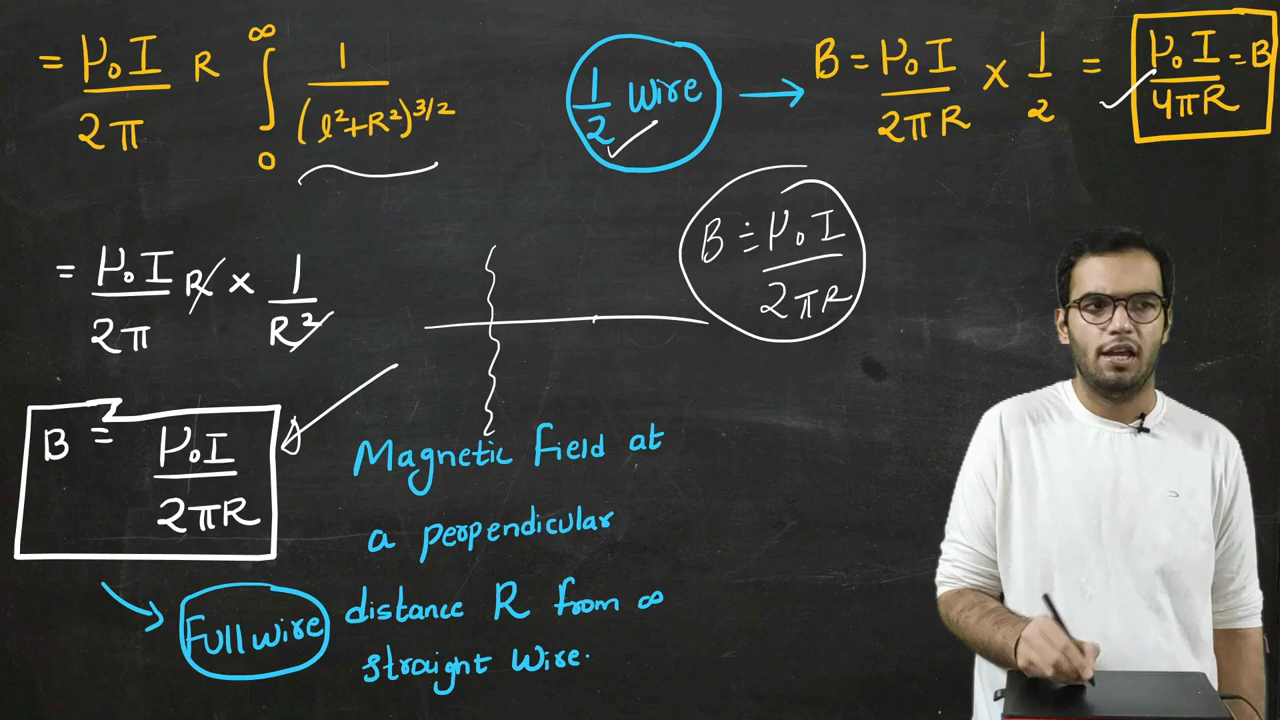 = μ₀I/2π R ∫₀^∞ 1/(l²+R²)^3/2
1/2 wire → B = μ₀I/2πR × 1/2 = μ₀I/4πR = B
B = μ₀I/2πR
= μ₀I/2π R × 1/R²
B = μ₀I/2πR
Full wire
Magnetic Field at
a perpendicular
distance R from ∞
straight wire.